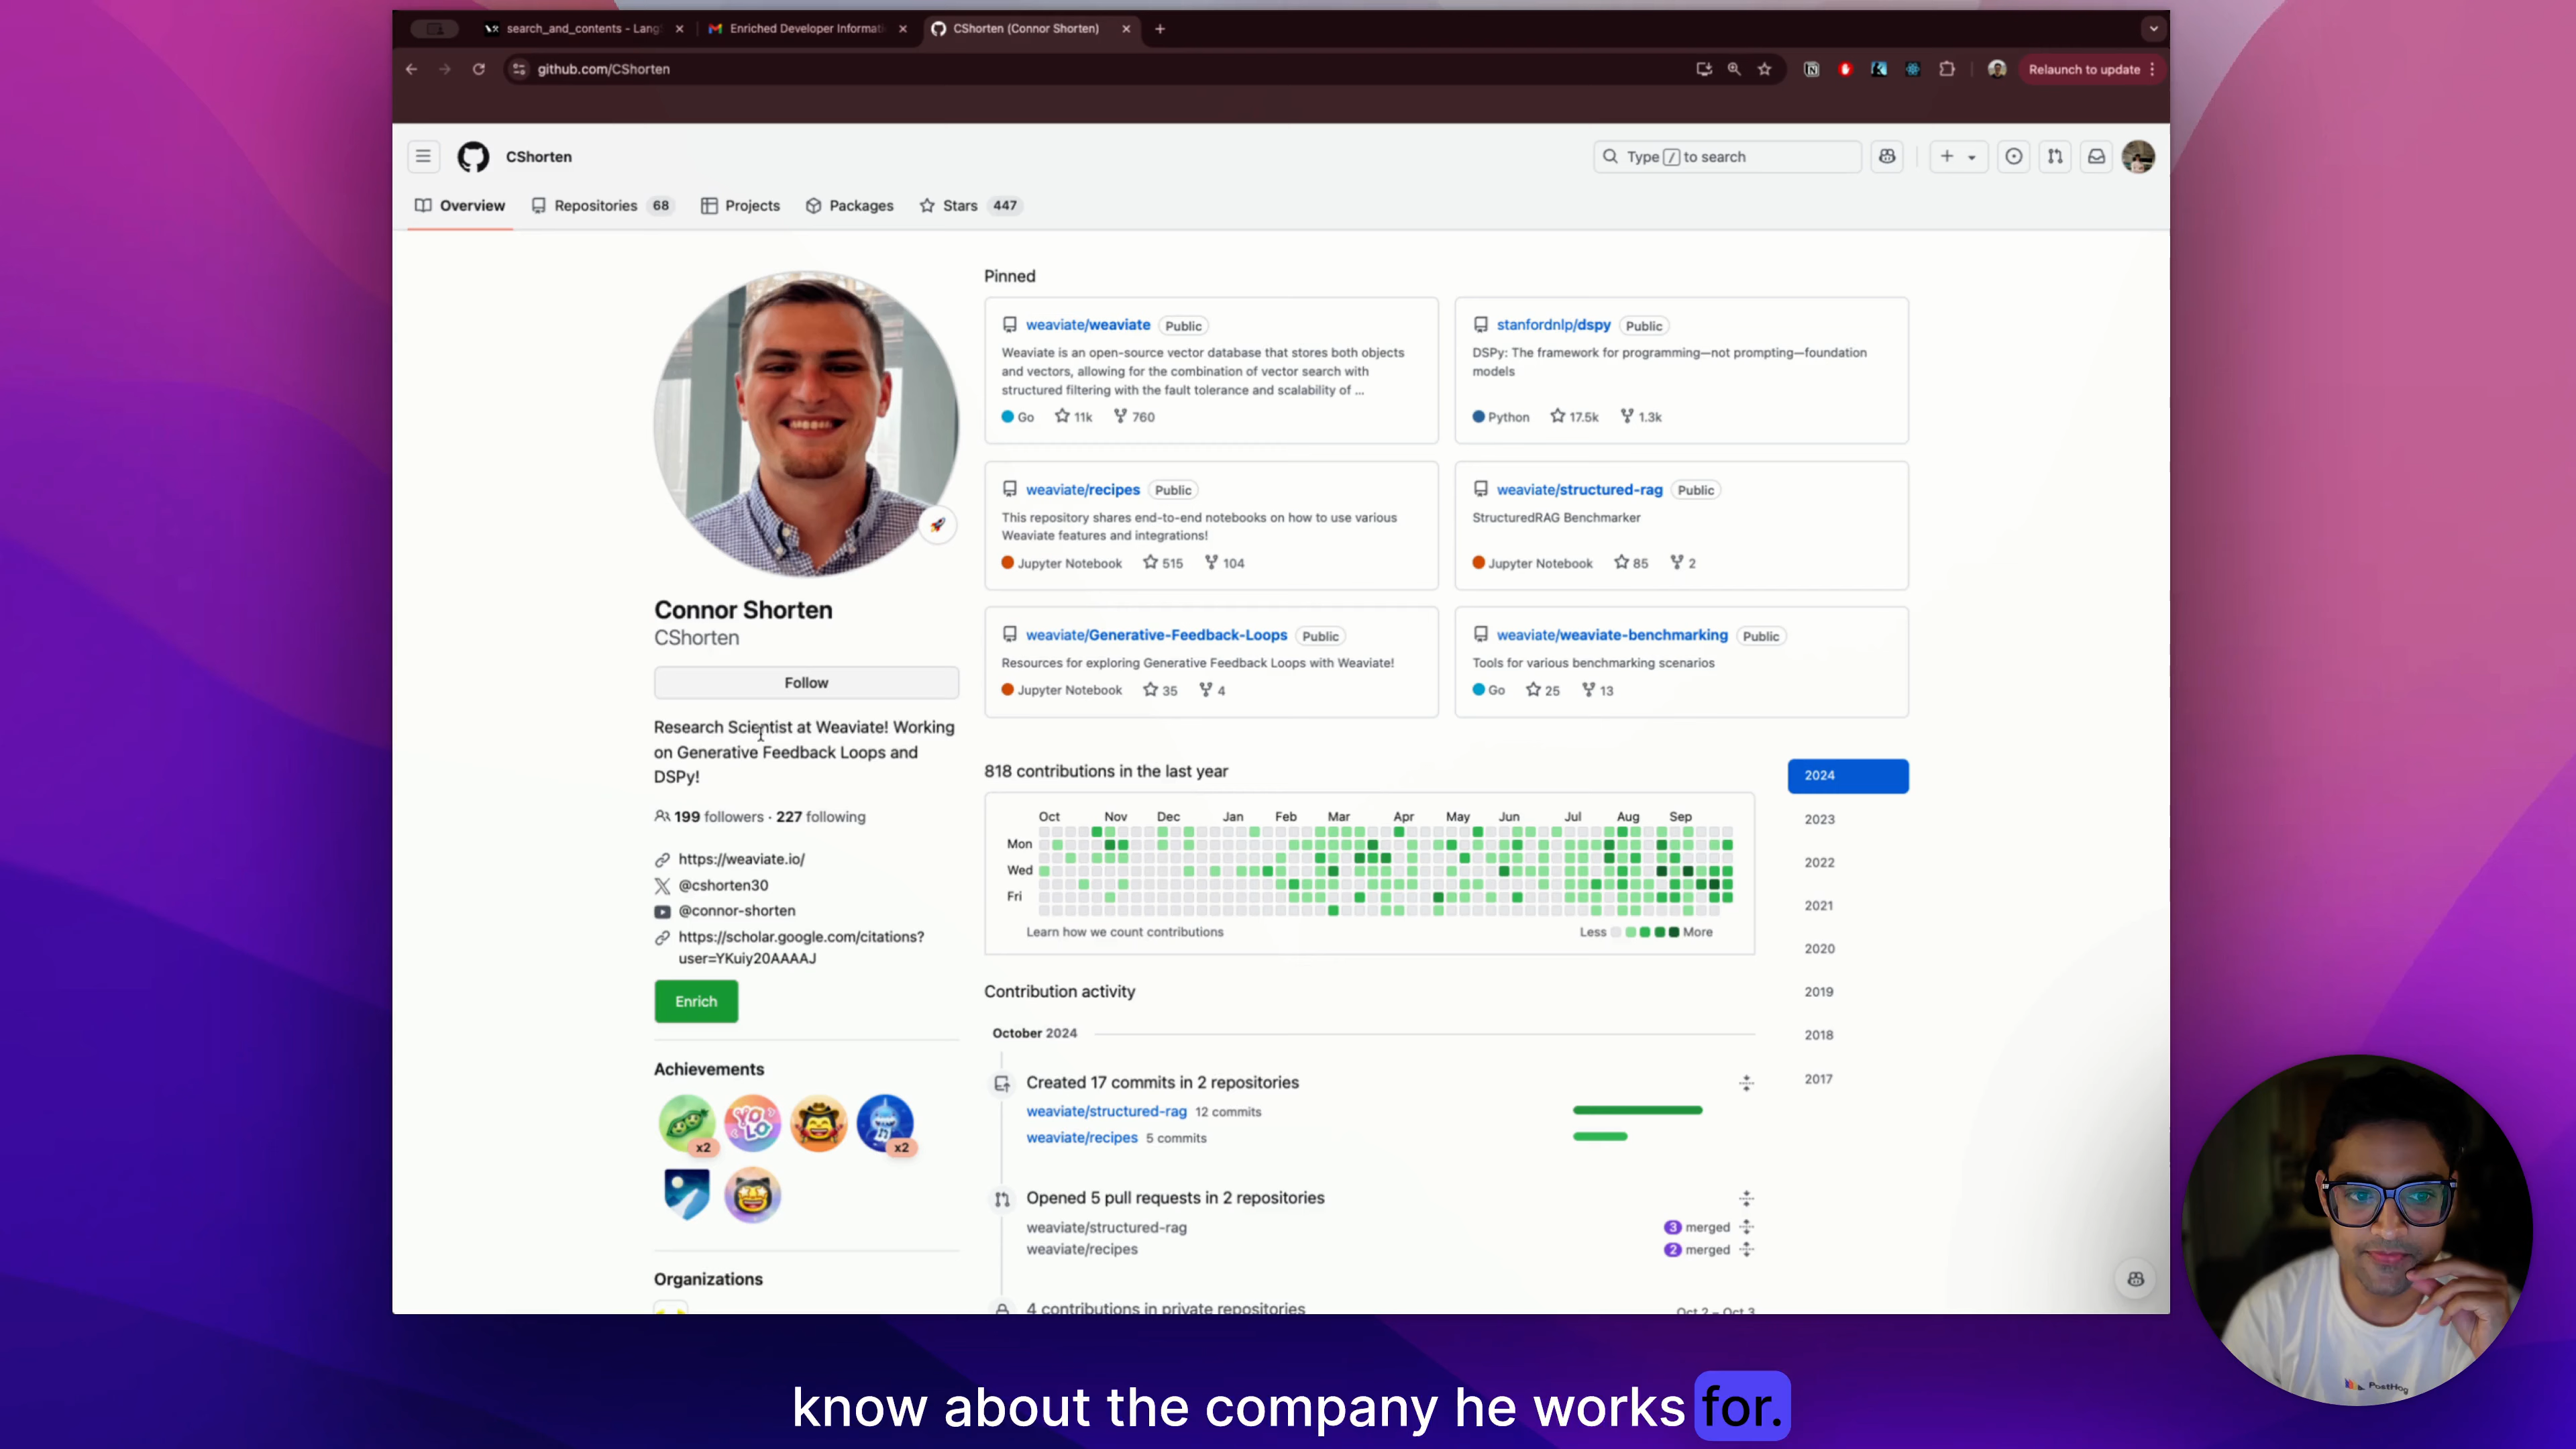 search_and_contents - Lang
Enriched Developer Informati
CShorten (Connor Shorten)
github.com/CShorten
Relaunch to update
CShorten
Type / to search
Overview
Repositories 68
Projects
Packages
Stars 447
Connor Shorten
CShorten
Follow
Research Scientist at Weaviate! Working
on Generative Feedback Loops and
DSPy!
199 followers · 227 following
https://weaviate.io/
@cshorten30
@connor-shorten
https://scholar.google.com/citations?
user=YKuiy20AAAAJ
Enrich
Achievements
x2
YOLO
x2
Organizations
Pinned
weaviate/weaviate Public
Weaviate is an open-source vector database that stores both objects
and vectors, allowing for the combination of vector search with
structured filtering with the fault tolerance and scalability of ...
Go 11k 760
stanfordnlp/dspy Public
DSPy: The framework for programming—not prompting—foundation
models
Python 17.5k 1.3k
weaviate/recipes Public
This repository shares end-to-end notebooks on how to use various
Weaviate features and integrations!
Jupyter Notebook 515 104
weaviate/structured-rag Public
StructuredRAG Benchmarker
Jupyter Notebook 85 2
weaviate/Generative-Feedback-Loops Public
Resources for exploring Generative Feedback Loops with Weaviate!
Jupyter Notebook 35 4
weaviate/weaviate-benchmarking Public
Tools for various benchmarking scenarios
Go 25 13
818 contributions in the last year
Oct Nov Dec Jan Feb Mar Apr May Jun Jul Aug Sep
Mon
Wed
Fri
Learn how we count contributions
Less More
2024
2023
2022
2021
2020
2019
2018
2017
Contribution activity
October 2024
Created 17 commits in 2 repositories
weaviate/structured-rag 12 commits
weaviate/recipes 5 commits
Opened 5 pull requests in 2 repositories
weaviate/structured-rag
3 merged
weaviate/recipes
2 merged
4 contributions in private repositories
Oct 2 – Oct 3
PostHog
know about the company he works for.